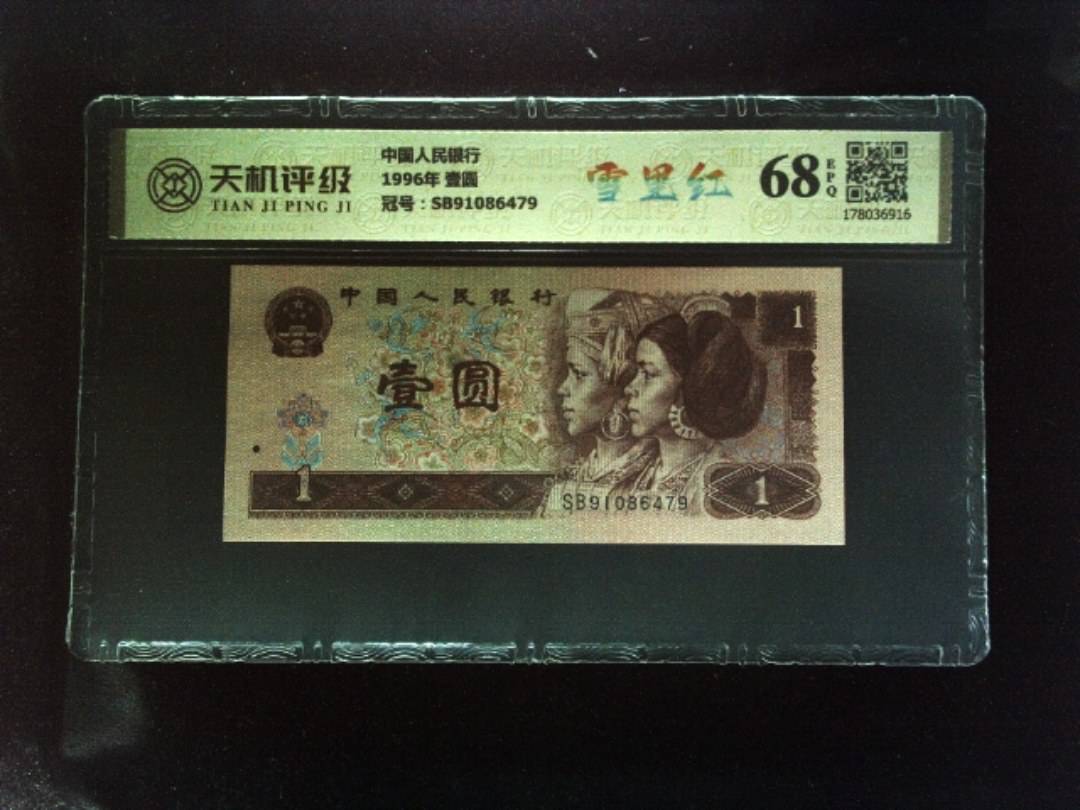 天机评级
TIAN JI PING JI
中国人民银行
1996年 壹圆
冠号：SB91086479
雪里红
68
EPQ
178036916
中国人民银行
1
壹圆
1
SB91086479
1